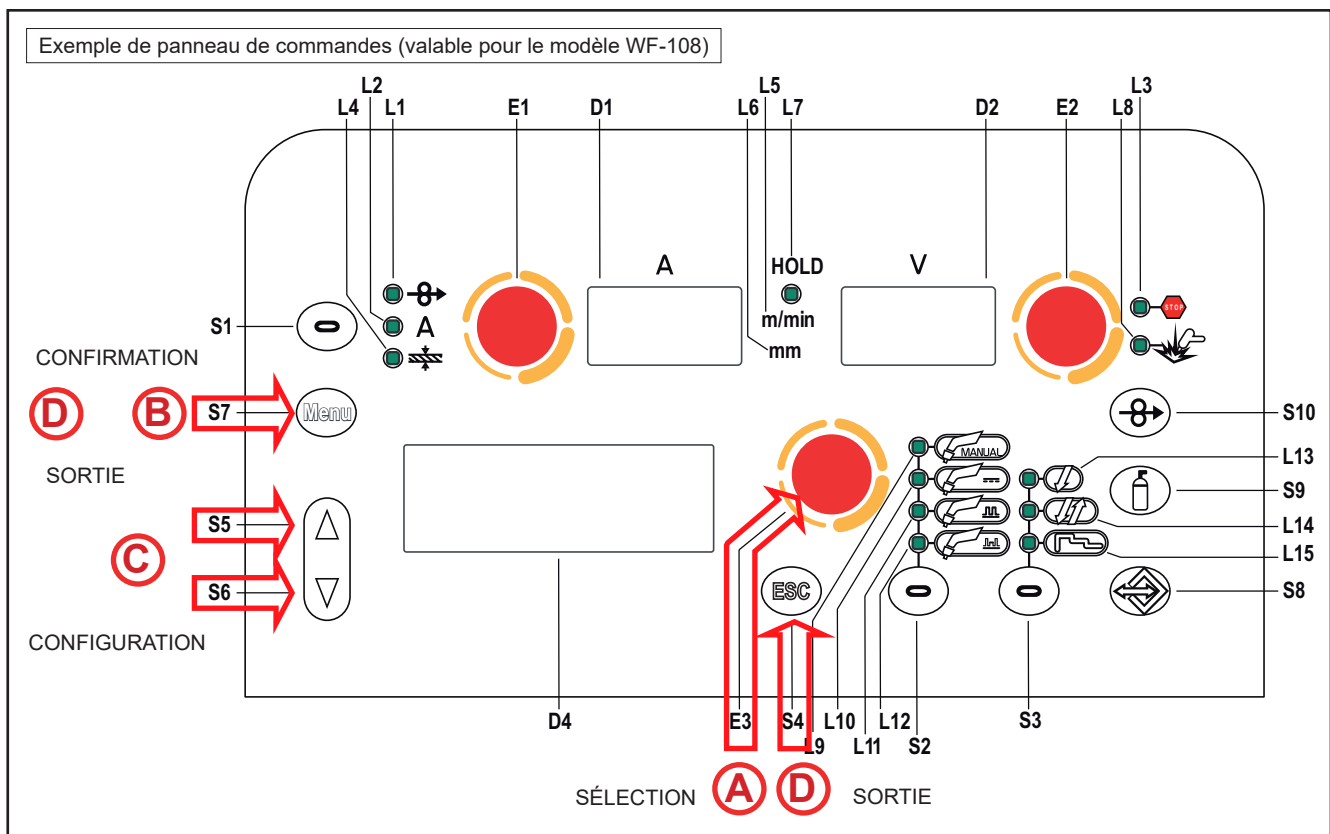 Exemple de panneau de commandes (valable pour le modèle WF-108)
L2 L5 L3
L4 L1 E1 D1 L6 L7 D2 E2 L8
A HOLD V
m/min
mm
STOP
S1
A
CONFIRMATION
D B S7 Menu
SORTIE
S10
MANUAL
L13
S9
S5
L14
C
L15
S6
ESC
S8
CONFIGURATION
D4 E3 S4 L10 L12 S3
L9 L11 S2
SÉLECTION A D SORTIE